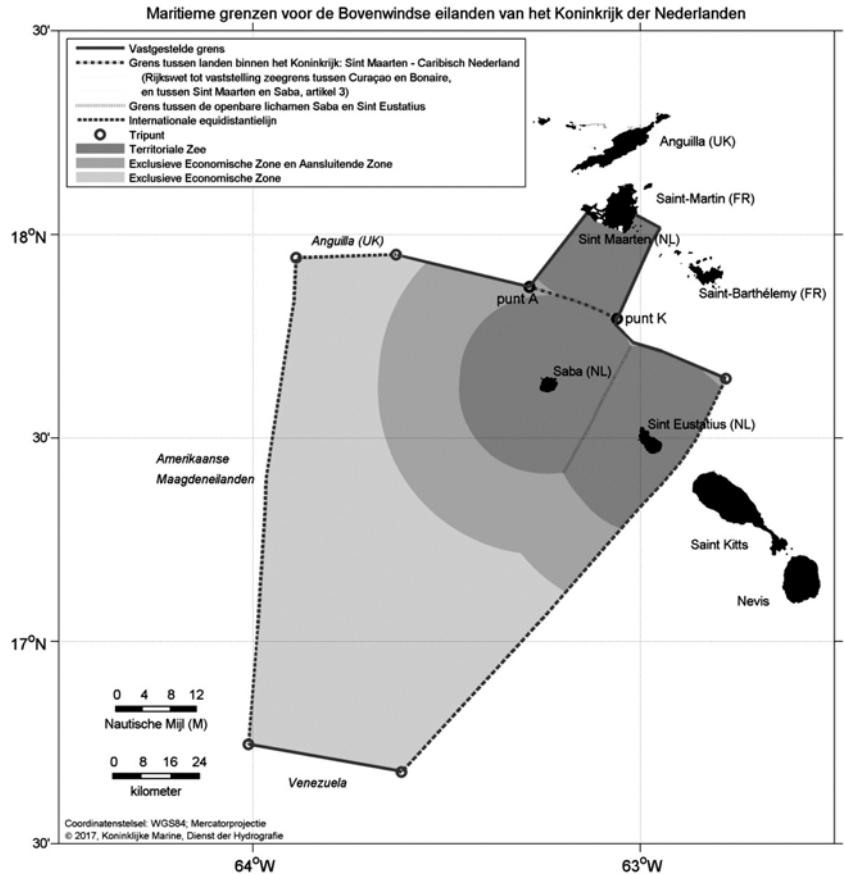 Maritieme grenzen voor de Bovenwindse eilanden van het Koninkrijk der Nederlanden
30'
Vastgestelde grens
Grens tussen landen binnen het Koninkrijk: Sint Maarten - Caribisch Nederland
(Rijkswet tot vaststelling zeegrens tussen Curaçao en Bonaire,
en tussen Sint Maarten en Saba, artikel 3)
Grens tussen de openbare lichamen Saba en Sint Eustatius
Internationale equidistantielijn
Tripunt
Territoriale Zee
Exclusieve Economische Zone en Aansluitende Zone
Exclusieve Economische Zone
Anguilla (UK)
Saint-Martin (FR)
18°N
Anguilla (UK)
Sint Maarten (NL)
Saint-Barthélemy (FR)
punt A
punt K
Saba (NL)
Sint Eustatius (NL)
30'
Amerikaanse
Maagdeneilanden
Saint Kitts
Nevis
17°N
0 4 8 12
Nautische Mijl (M)
0 8 16 24
kilometer
Venezuela
Coordinatenstelsel: WGS84; Mercatorprojectie
© 2017, Koninklijke Marine, Dienst der Hydrografie
30'
64°W
63°W